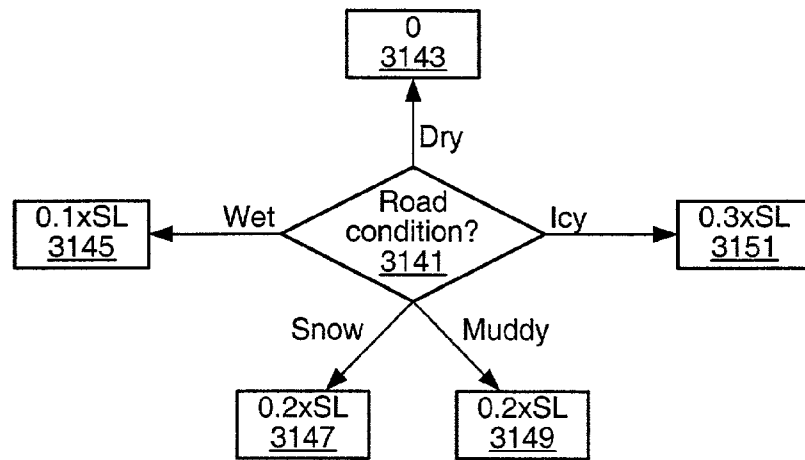 0
3143
Dry
0.1xSL
3145
Wet
Road
condition?
3141
Icy
0.3xSL
3151
Snow
Muddy
0.2xSL
3147
0.2xSL
3149